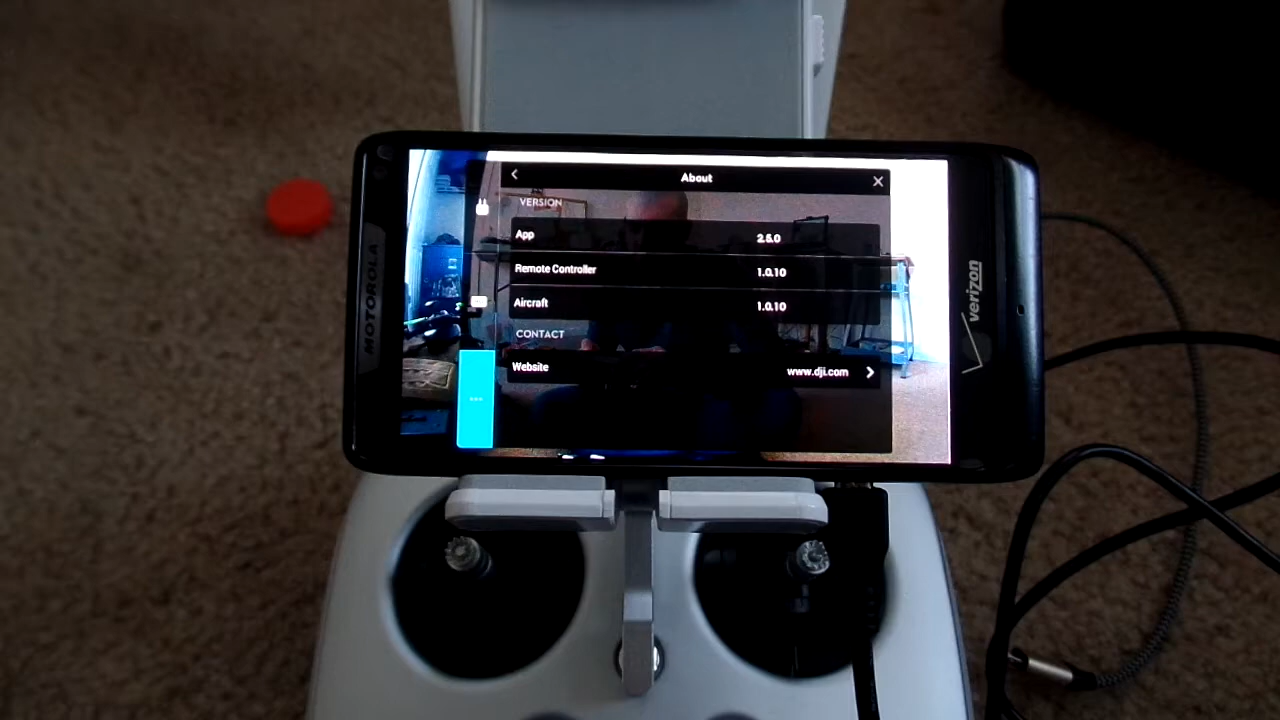 About
VERSION
App 2.5.0
Remote Controller 1.0.10
Aircraft 1.0.10
CONTACT
Website www.dji.com
MOTOROLA
verizon